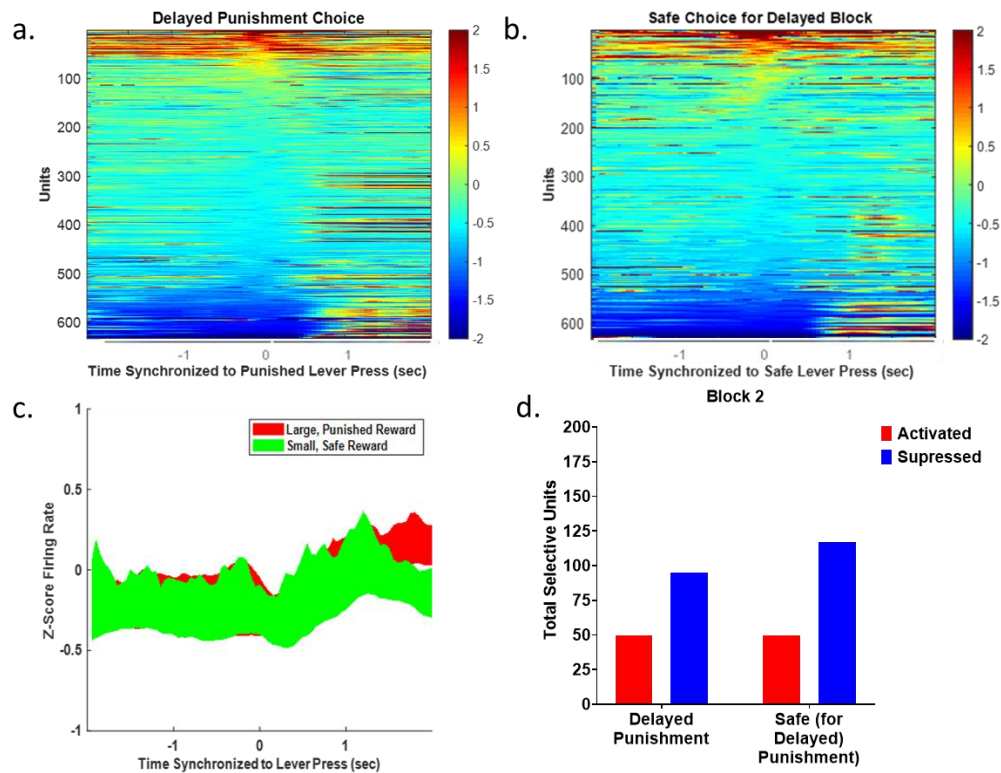 a.
Delayed Punishment Choice
Units
100
200
300
400
500
600
-1
0
1
Time Synchronized to Punished Lever Press (sec)
2
1.5
1
0.5
0
-0.5
-1
-1.5
-2
b.
Safe Choice for Delayed Block
Units
100
200
300
400
500
600
-1
0
1
Time Synchronized to Safe Lever Press (sec)
2
1.5
1
0.5
0
-0.5
-1
-1.5
-2
c.
Large, Punished Reward
Small, Safe Reward
Z-Score Firing Rate
1
0.5
0
-0.5
-1
-1
0
1
Time Synchronized to Lever Press (sec)
d.
Block 2
Activated
Supressed
Total Selective Units
200
175
150
125
100
75
50
25
0
Delayed
Punishment
Safe (for
Delayed)
Punishment)